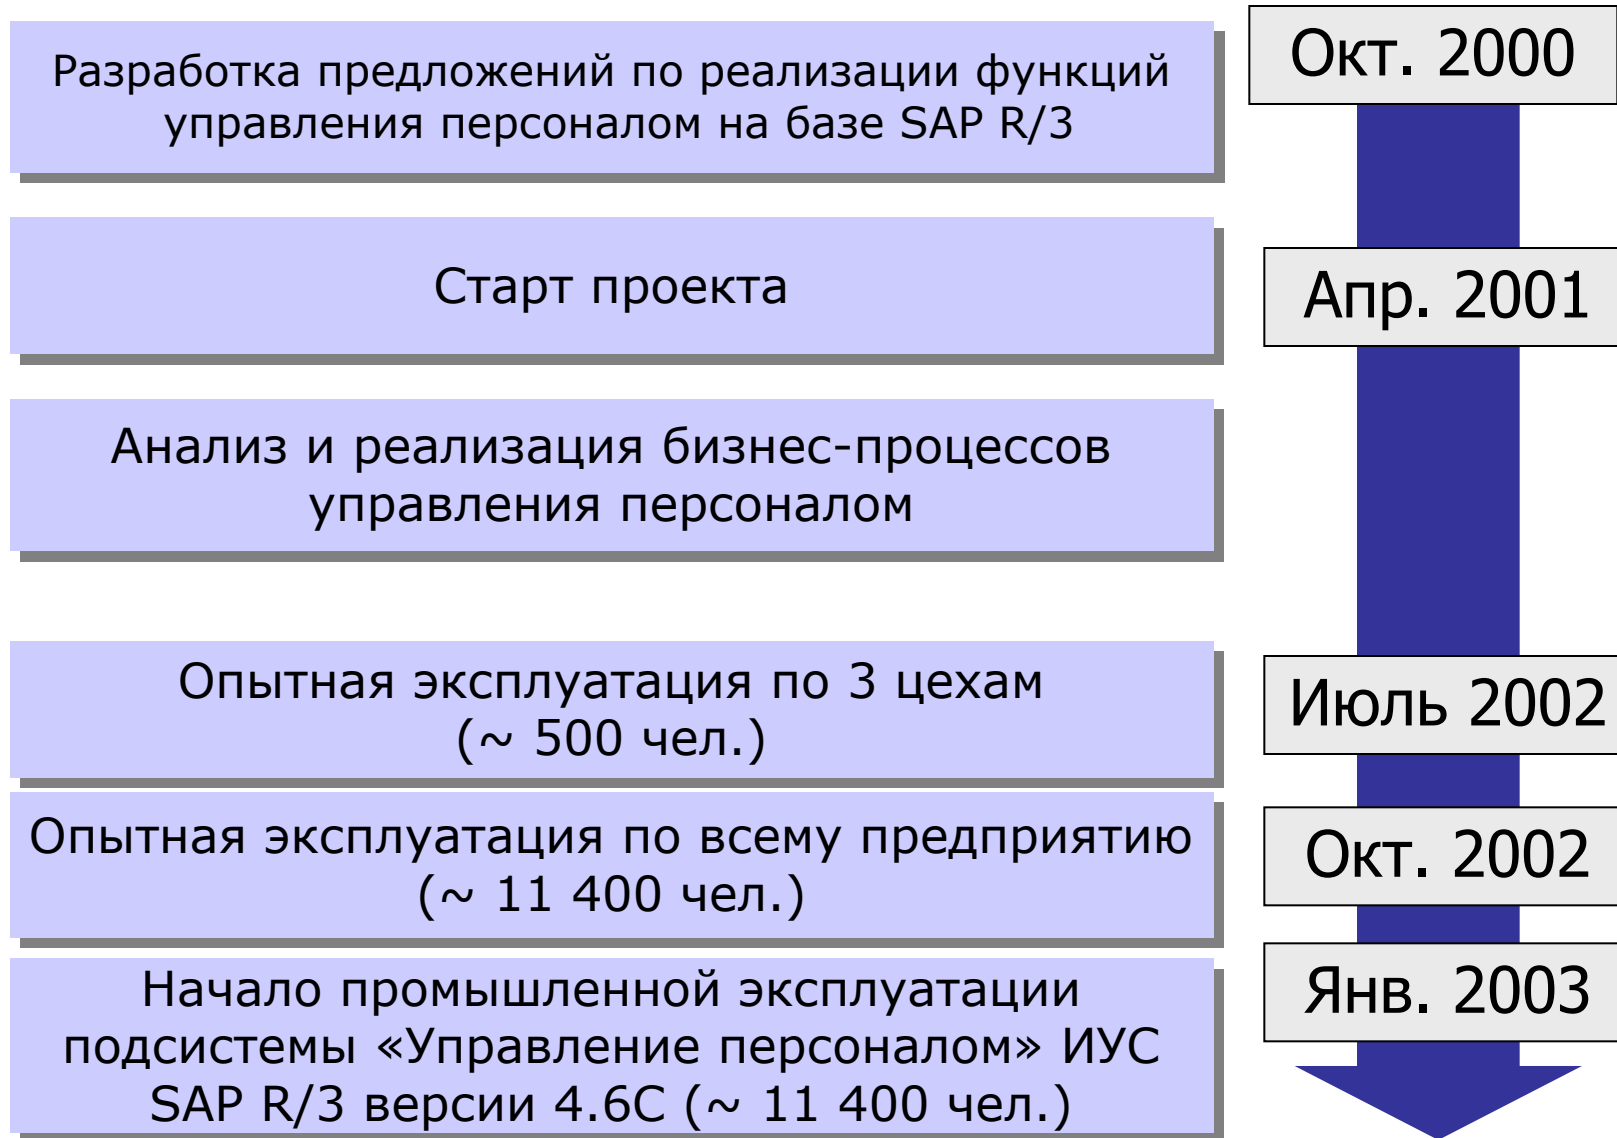 Разработка предложений по реализации функций
управления персоналом на базе SAP R/3
Окт. 2000
Старт проекта
Апр. 2001
Анализ и реализация бизнес-процессов
управления персоналом
Опытная эксплуатация по 3 цехам
(~ 500 чел.)
Июль 2002
Опытная эксплуатация по всему предприятию
(~ 11 400 чел.)
Окт. 2002
Начало промышленной эксплуатации
подсистемы «Управление персоналом» ИУС
SAP R/3 версии 4.6С (~ 11 400 чел.)
Янв. 2003